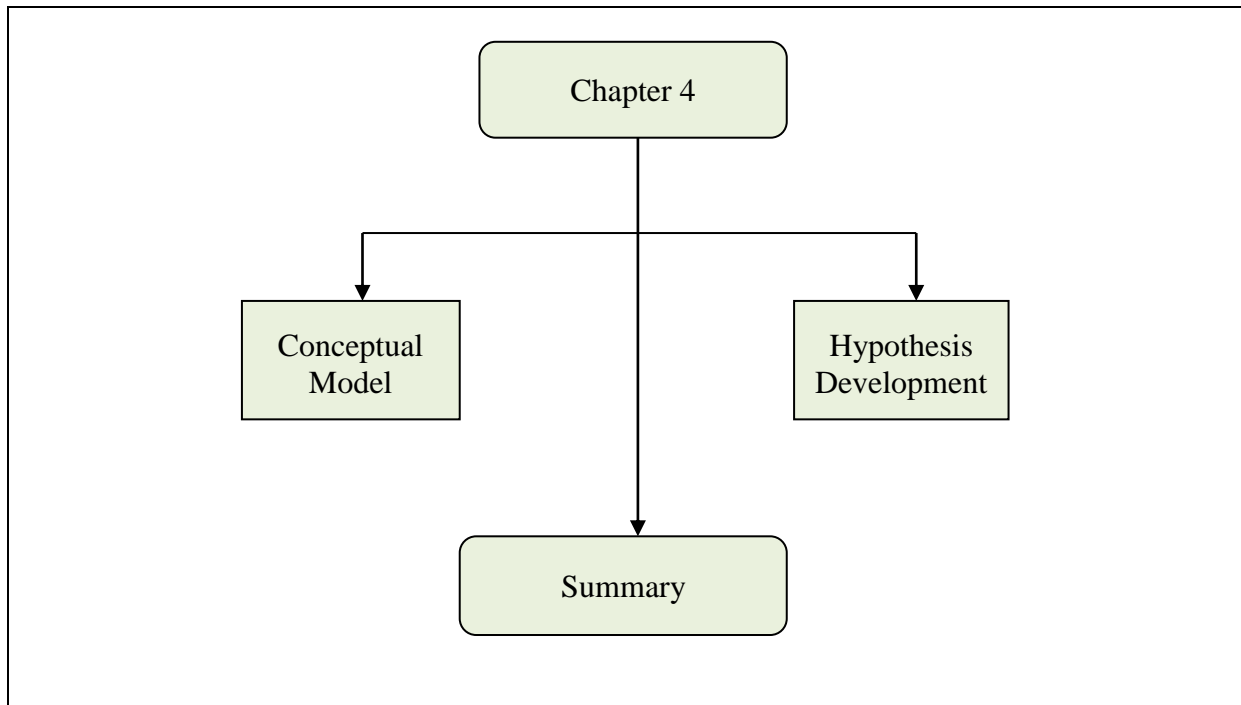 Chapter 4
Conceptual
Model
Hypothesis
Development
Summary